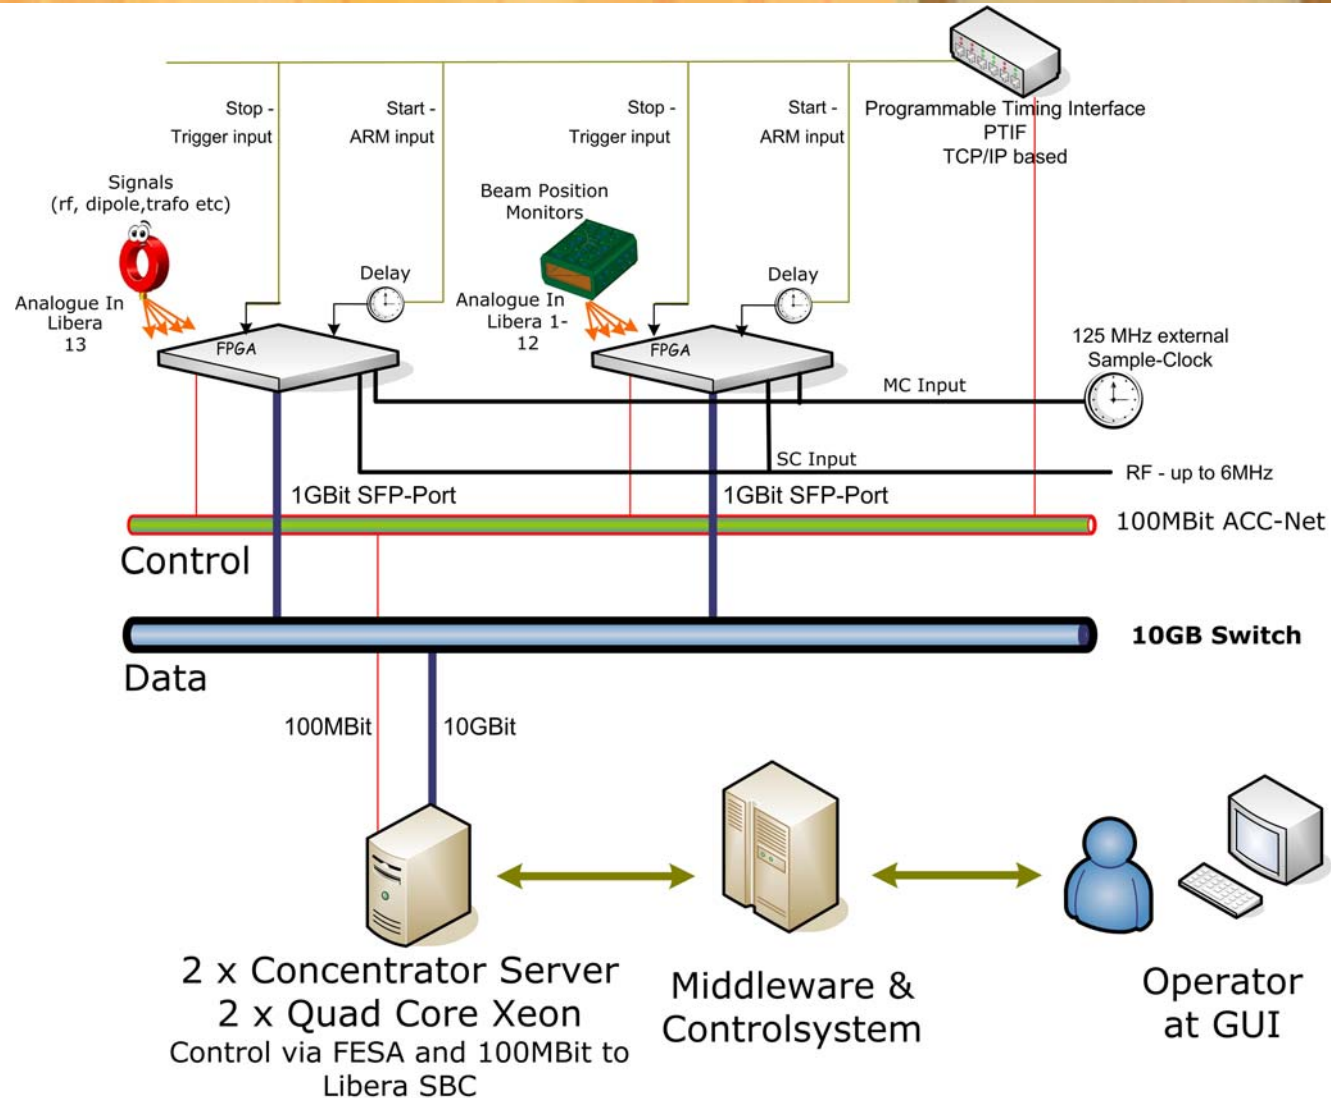 Stop -
Trigger input
Start -
ARM input
Stop -
Trigger input
Start -
ARM input
Programmable Timing Interface
PTIF
TCP/IP based
Signals
(rf, dipole,trafo etc)
Beam Position
Monitors
Delay
Delay
Analogue In
Libera
13
Analogue In
Libera 1-
12
FPGA
FPGA
125 MHz external
Sample-Clock
MC Input
SC Input
RF - up to 6MHz
1GBit SFP-Port
1GBit SFP-Port
100MBit ACC-Net
Control
10GB Switch
Data
100MBit
10GBit
2 x Concentrator Server
2 x Quad Core Xeon
Control via FESA and 100MBit to
Libera SBC
Middleware &
Controlsystem
Operator
at GUI